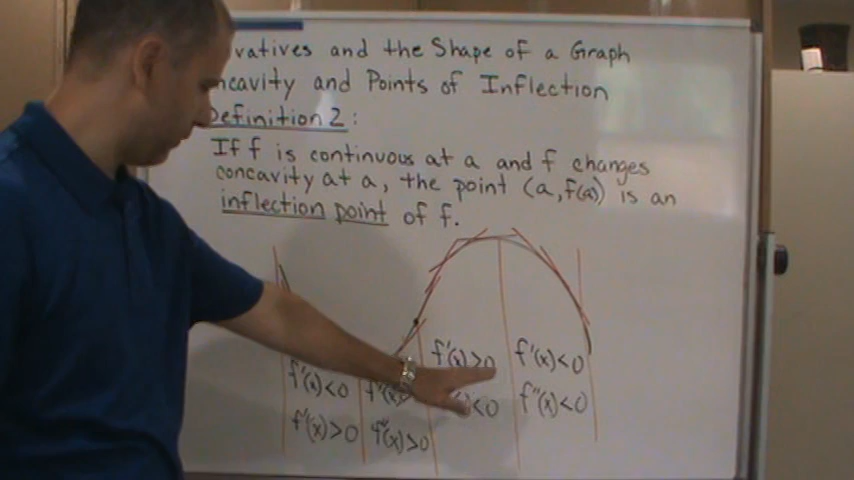 vatives and the Shape of a Graph
ncavity and Points of Inflection
Definition 2:
If f is continuous at a and f changes
concavity at a, the point (a, f(a)) is an
inflection point of f.
f'(x)>0 f'(x)<0
f'(x)<0 f'(x) )<0 f"(x)<0
f'(x)>0 f"(x)>0